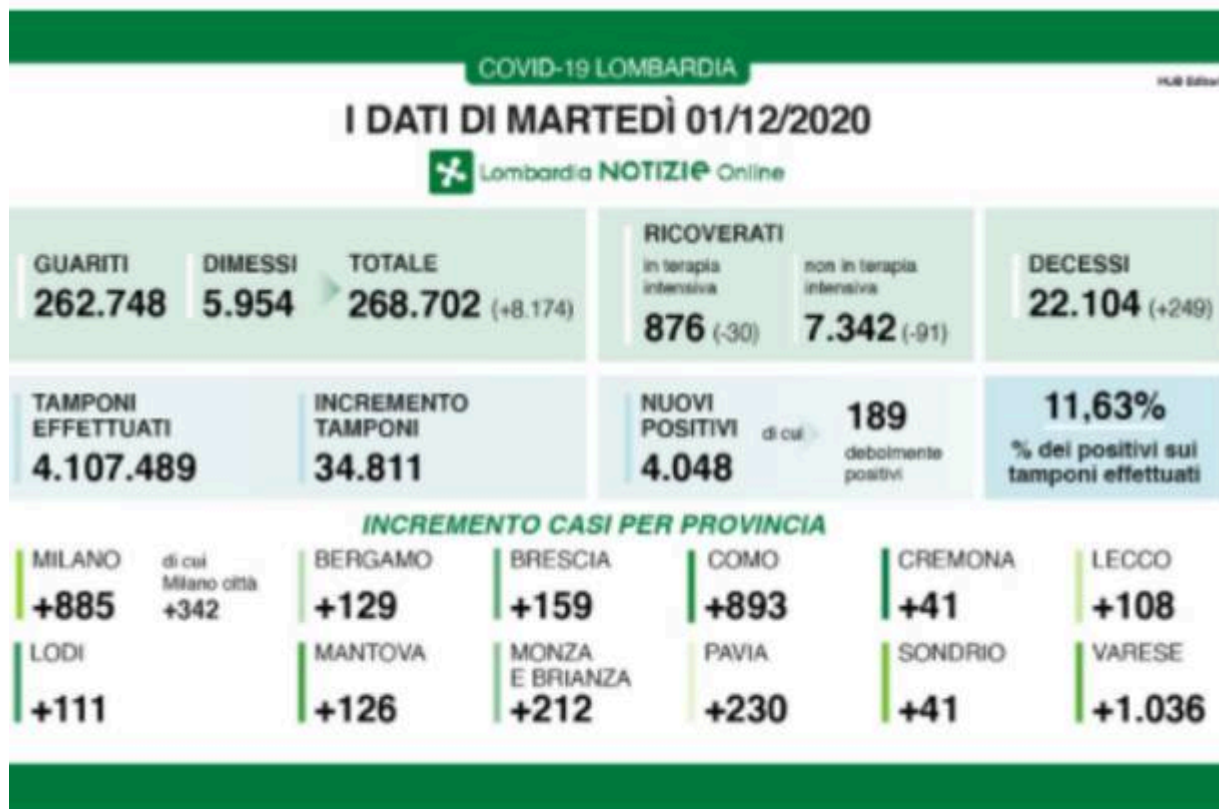 COVID-19 LOMBARDIA
I DATI DI MARTEDÌ 01/12/2020
Lombardia NOTIZIE Online
GUARITI
262.748
DIMESSI
5.954
TOTALE
268.702 (+8.174)
RICOVERATI
in terapia
intensiva
876 (-30)
non in terapia
intensiva
7.342 (-91)
DECESSI
22.104 (+249)
TAMPONI
EFFETTUATI
4.107.489
INCREMENTO
TAMPONI
34.811
NUOVI
POSITIVI
4.048
di cui
189
debolmente
positivi
11,63%
% dei positivi sui
tamponi effettuati
INCREMENTO CASI PER PROVINCIA
MILANO
+885
di cui
Milano città
+342
BERGAMO
+129
BRESCIA
+159
COMO
+893
CREMONA
+41
LECCO
+108
LODI
+111
MANTOVA
+126
MONZA
E BRIANZA
+212
PAVIA
+230
SONDRIO
+41
VARESE
+1.036